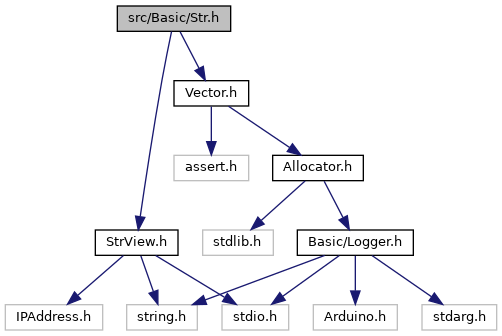 src/Basic/Str.h
Vector.h
assert.h
Allocator.h
StrView.h
stdlib.h
Basic/Logger.h
IPAddress.h
string.h
stdio.h
Arduino.h
stdarg.h